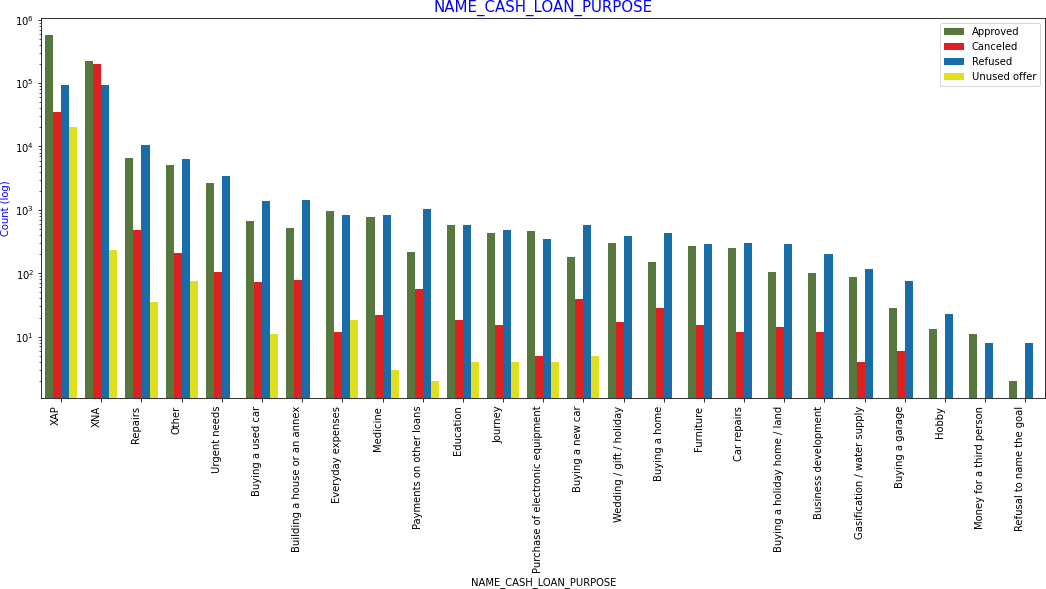 NAME_CASH_LOAN_PURPOSE
Approved
Canceled
Refused
Unused offer
Count (log)
10⁶
10⁵
10⁴
10³
10²
10¹
XAP
XNA
Repairs
Other
Urgent needs
Buying a used car
Building a house or an annex
Everyday expenses
Medicine
Payments on other loans
Education
Journey
Purchase of electronic equipment
Buying a new car
Wedding / gift / holiday
Buying a home
Furniture
Car repairs
Buying a holiday home / land
Business development
Gasification / water supply
Buying a garage
Hobby
Money for a third person
Refusal to name the goal
NAME_CASH_LOAN_PURPOSE